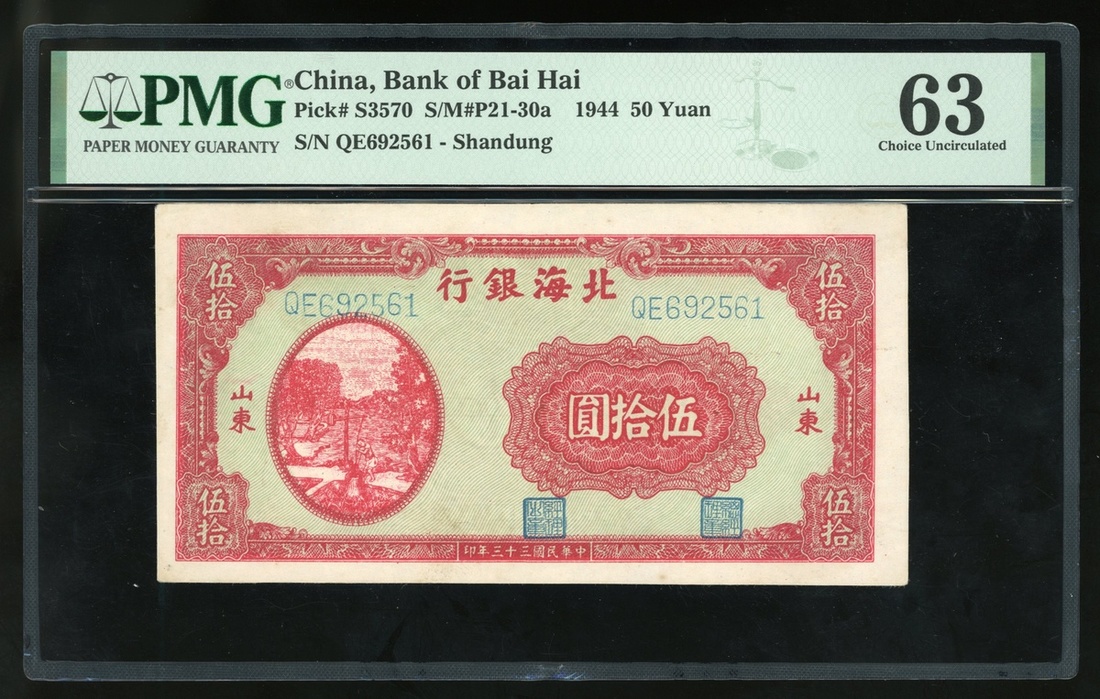 PMG®
PAPER MONEY GUARANTY
China, Bank of Bai Hai
Pick# S3570 S/M#P21-30a 1944 50 Yuan
S/N QE692561 - Shandung
63
Choice Uncirculated
伍拾
伍拾
北海銀行
QE692561
QE692561
山東
山東
伍拾圓
伍拾
伍拾
中華民國三十三年印